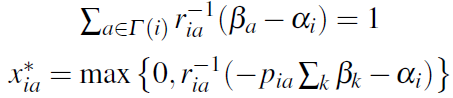 ∑_{a∈Γ(i)} r_{ia}^{-1}(β_a − α_i) = 1
x_{ia}^* = max {0, r_{ia}^{-1}(−p_{ia} ∑_k β_k − α_i)}